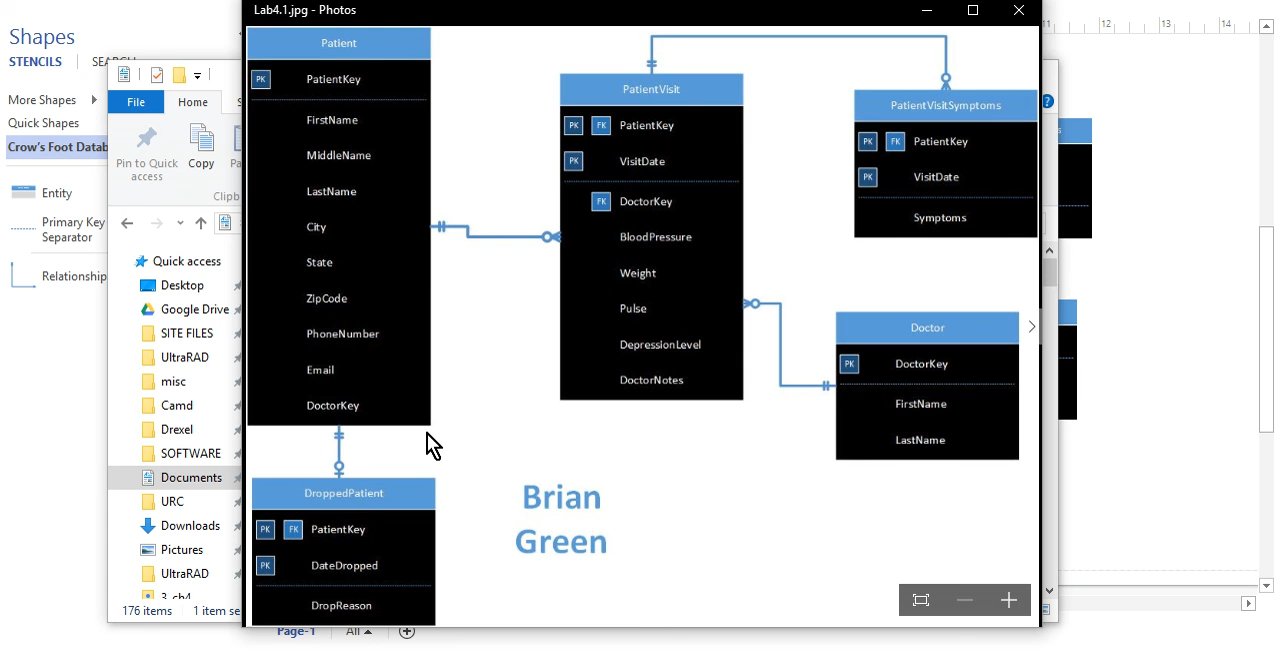 Lab4.1.jpg - Photos
Shapes
STENCILS
More Shapes
Quick Shapes
Crow's Foot Datab
Entity
Primary Key
Separator
Relationship
File
Home
Pin to Quick
access
Copy
Clipb
Quick access
Desktop
Google Drive
SITE FILES
UltraRAD
misc
Camd
Drexel
SOFTWARE
Documents
URC
Downloads
Pictures
UltraRAD
3_ch4
176 items
1 item se
Patient
PK PatientKey
FirstName
MiddleName
LastName
City
State
ZipCode
PhoneNumber
Email
DoctorKey
DroppedPatient
PK FK PatientKey
PK DateDropped
DropReason
PatientVisit
PK FK PatientKey
PK VisitDate
FK DoctorKey
BloodPressure
Weight
Pulse
DepressionLevel
DoctorNotes
PatientVisitSymptoms
PK FK PatientKey
PK VisitDate
Symptoms
Doctor
PK DoctorKey
FirstName
LastName
Brian
Green
11
12
13
14
Page-1
All